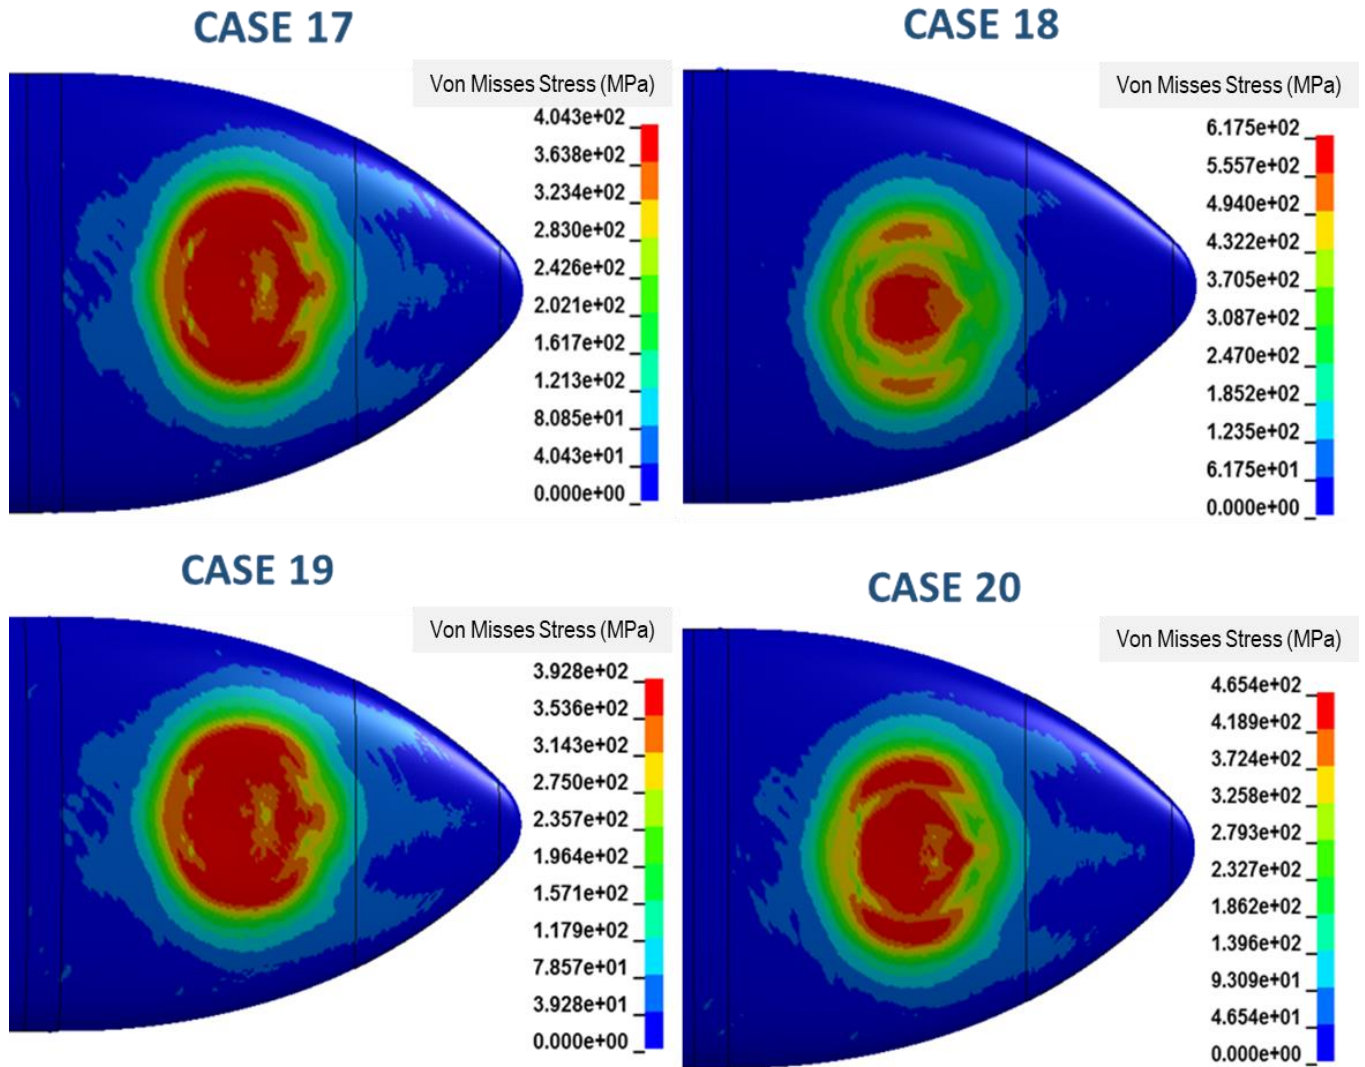 CASE 17
Von Misses Stress (MPa)
4.043e+02
3.638e+02
3.234e+02
2.830e+02
2.426e+02
2.021e+02
1.617e+02
1.213e+02
8.085e+01
4.043e+01
0.000e+00
CASE 18
Von Misses Stress (MPa)
6.175e+02
5.557e+02
4.940e+02
4.322e+02
3.705e+02
3.087e+02
2.470e+02
1.852e+02
1.235e+02
6.175e+01
0.000e+00
CASE 19
Von Misses Stress (MPa)
3.928e+02
3.536e+02
3.143e+02
2.750e+02
2.357e+02
1.964e+02
1.571e+02
1.179e+02
7.857e+01
3.928e+01
0.000e+00
CASE 20
Von Misses Stress (MPa)
4.654e+02
4.189e+02
3.724e+02
3.258e+02
2.793e+02
2.327e+02
1.862e+02
1.396e+02
9.309e+01
4.654e+01
0.000e+00